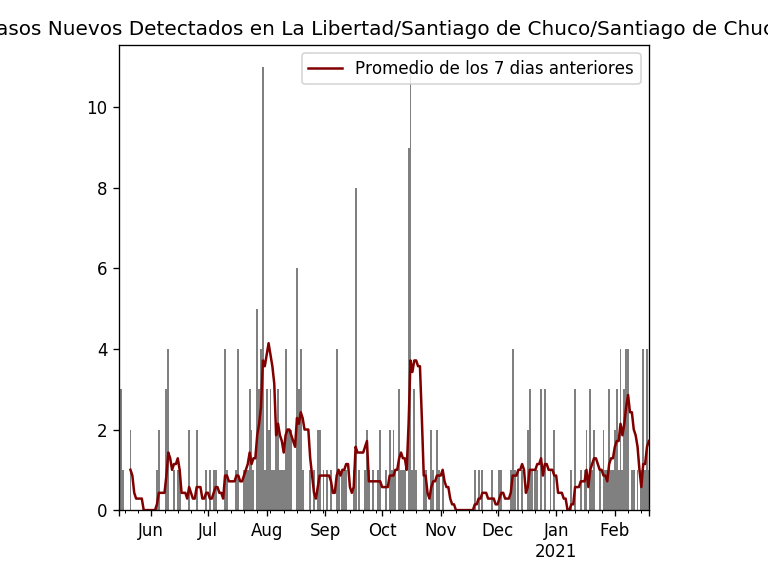 asos Nuevos Detectados en La Libertad/Santiago de Chuco/Santiago de Chuc
Promedio de los 7 dias anteriores
10
8
6
4
2
0
Jun Jul Aug Sep Oct Nov Dec Jan Feb
2021